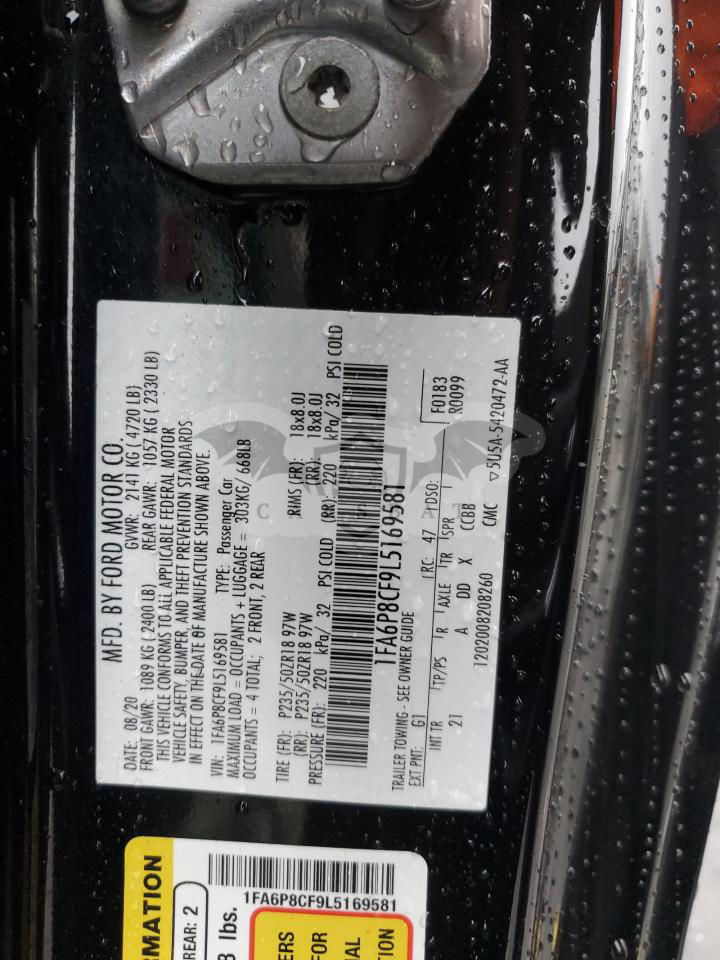 MFD. BY FORD MOTOR CO.
DATE: 08/20 GVWR: 2141 KG ( 4720 LB)
FRONT GAWR: 1089 KG ( 2400 LB) REAR GAWR: 1057 KG ( 2330 LB)
THIS VEHICLE CONFORMS TO ALL APPLICABLE FEDERAL MOTOR
VEHICLE SAFETY, BUMPER, AND THEFT PREVENTION STANDARDS
IN EFFECT ON THE DATE OF MANUFACTURE SHOWN ABOVE.
VIN: 1FA6P8CF9L5169581 TYPE: Passenger Car
MAXIMUM LOAD = OCCUPANTS + LUGGAGE = 303KG/ 668LB
OCCUPANTS = 4 TOTAL: 2 FRONT, 2 REAR
TIRE (FR): P235/50ZR18 97W RIMS (FR): 18x8.0J
(RR): P235/50ZR18 97W (RR): 18x8.0J
PRESSURE (FR): 220 kPa/ 32 PSI COLD (RR): 220 kPa/ 32 PSI COLD
1FA6P8CF9L5169581
TRAILER TOWING - SEE OWNER GUIDE
EXT PNT: G1 RC: 47 DSO: F0183
R0099
INT TR TP/PS R AXLE TR SPR
21 A DD X CCBB
1202008208260 CMC ▽5U5A-5420472-AA
RMATION
REAR: 2
lbs.
1FA6P8CF9L5169581
FOR